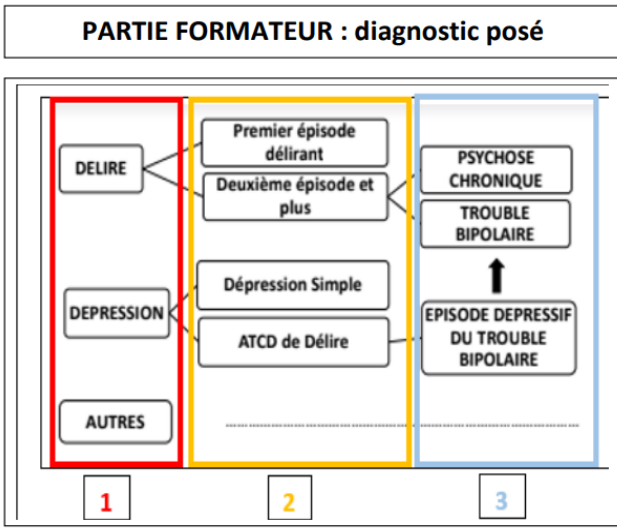 PARTIE FORMATEUR : diagnostic posé
DELIRE
Premier épisode
délirant
Deuxième épisode et
plus
PSYCHOSE
CHRONIQUE
TROUBLE
BIPOLAIRE
DEPRESSION
Dépression Simple
ATCD de Délire
EPISODE DEPRESSIF
DU TROUBLE
BIPOLAIRE
AUTRES
1
2
3